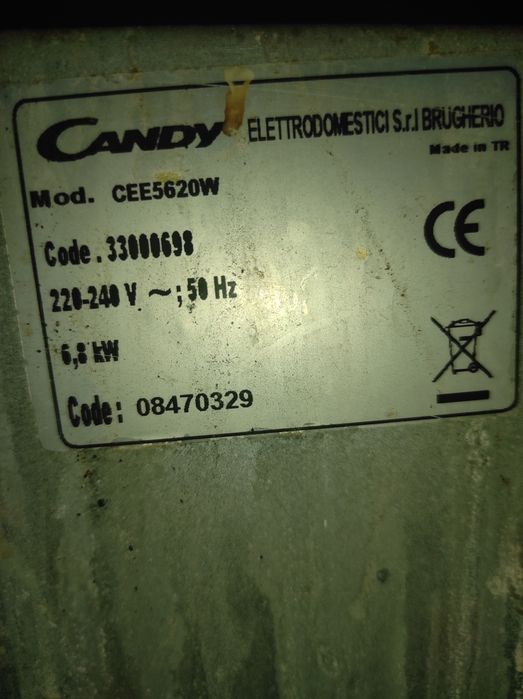 CANDY ELETTRODOMESTICI S.r.l BRUGHERIO
Made in TR
Mod. CEE5620W
Code . 33000698
220-240 V ~; 50 Hz
6,8 kW
Code: 08470329
CE